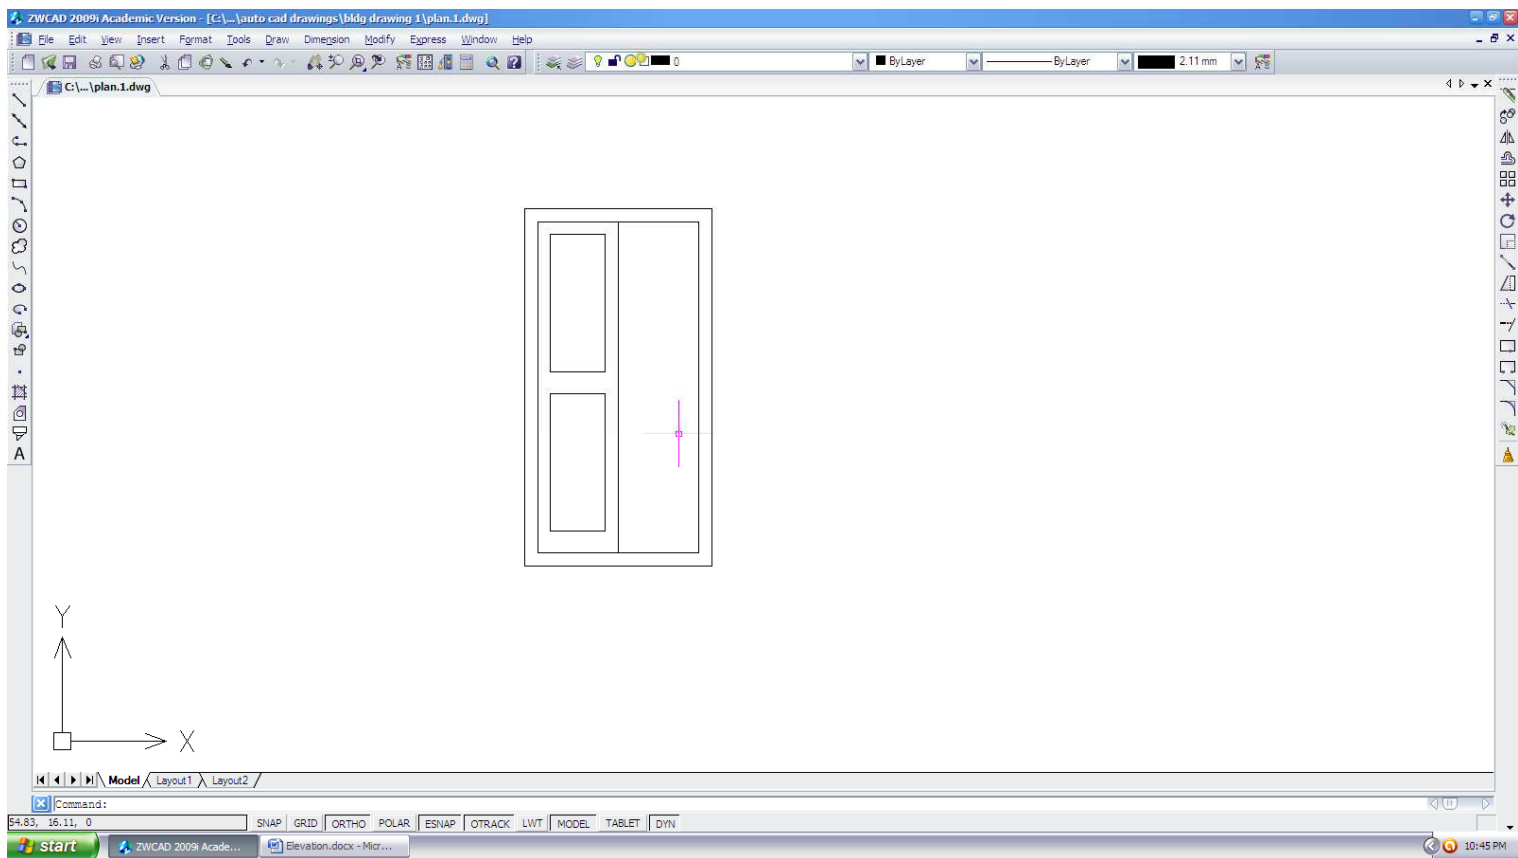 ZWCAD 2009i Academic Version - [C:\...\auto cad drawings\bldg drawing 1\plan.1.dwg]
File Edit View Insert Format Tools Draw Dimension Modify Express Window Help
0 ByLayer ByLayer 2.11 mm
C:\...\plan.1.dwg
A
Y
X
Model Layout1 Layout2
Command:
54.83, 16.11, 0 SNAP GRID ORTHO POLAR ESNAP OTRACK LWT MODEL TABLET DYN
start ZWCAD 2009i Acade... Elevation.docx - Micr... 10:45 PM